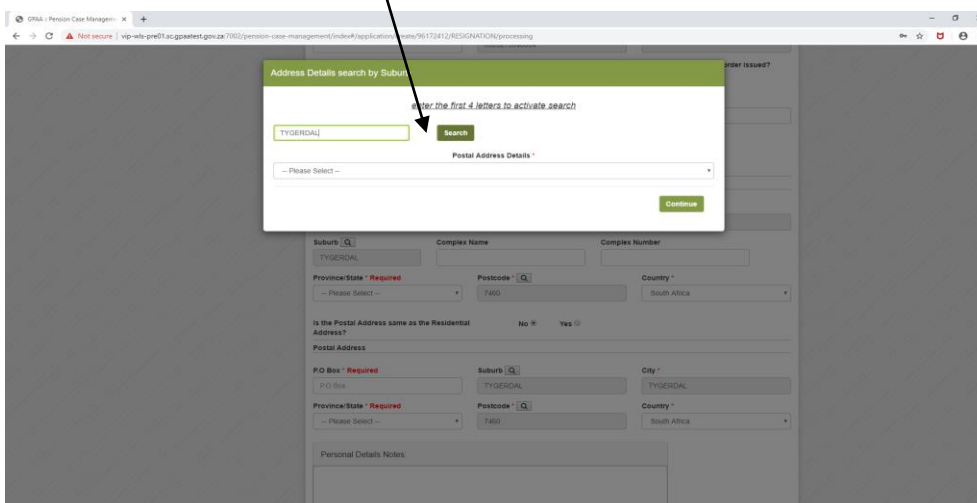 GPAA :: Pension Case Managem
Not secure | vip-wls-pre01.sc.gpaatest.gov.za:7002/pension-case-management/index#/application/create/96172412/RESIGNATION/processing
order issued?
Address Details search by Suburb
enter the first 4 letters to activate search
TYGERDAL
Search
Postal Address Details *
-- Please Select --
Continue
Suburb Complex Name Complex Number
TYGERDAL
Province/State * Required Postcode * Country *
-- Please Select -- 7460 South Africa
Is the Postal Address same as the Residential No Yes
Address?
Postal Address
P.O Box * Required Suburb City *
P.O Box TYGERDAL TYGERDAL
Province/State * Required Postcode * Country *
-- Please Select -- 7460 South Africa
Personal Details Notes: